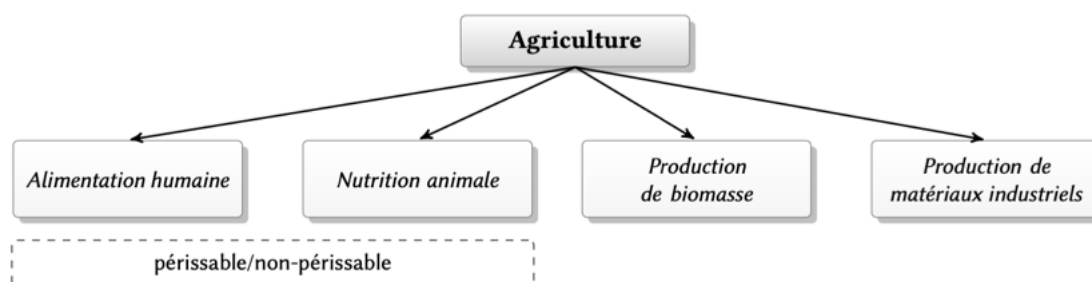 Agriculture
Alimentation humaine
Nutrition animale
Production
de biomasse
Production de
matériaux industriels
périssable/non-périssable